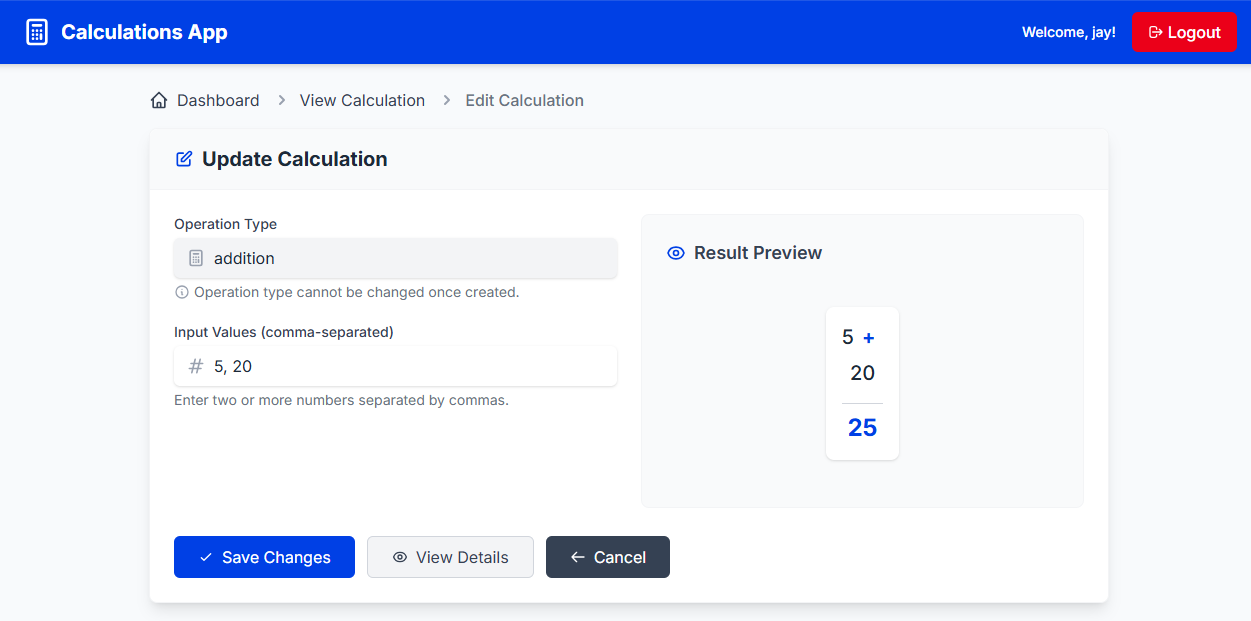 Calculations App
Welcome, jay!
Logout
Dashboard > View Calculation > Edit Calculation
Update Calculation
Operation Type
addition
Operation type cannot be changed once created.
Input Values (comma-separated)
# 5, 20
Enter two or more numbers separated by commas.
Result Preview
5 +
20
25
Save Changes
View Details
Cancel